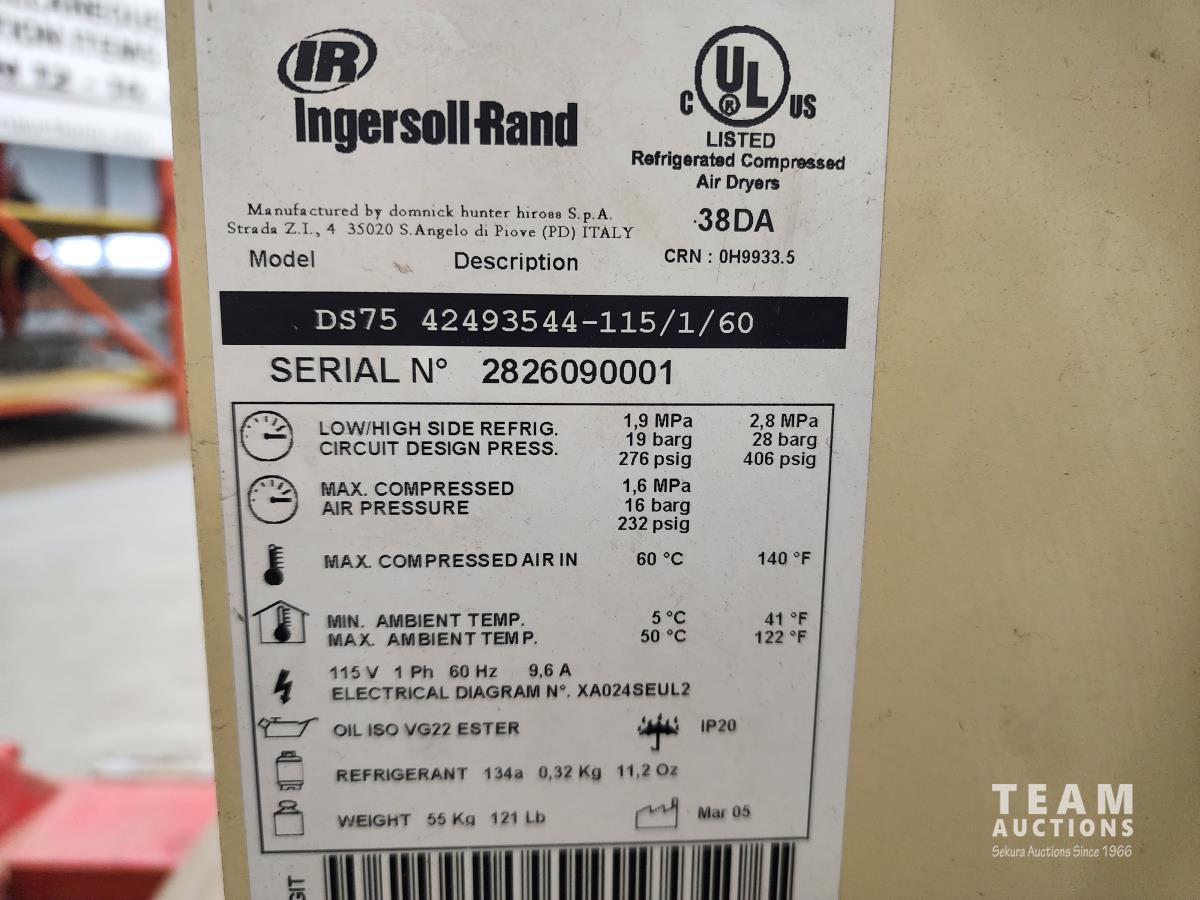 IR
Ingersoll-Rand
C UL ® US
LISTED
Refrigerated Compressed
Air Dryers
38DA
CRN : 0H9933.5
Manufactured by domnick hunter hiross S.p.A.
Strada Z.I., 4 35020 S.Angelo di Piove (PD) ITALY
Model Description
DS75 42493544-115/1/60
SERIAL N° 2826090001
LOW/HIGH SIDE REFRIG. 1,9 MPa 2,8 MPa
CIRCUIT DESIGN PRESS. 19 barg 28 barg
276 psig 406 psig
MAX. COMPRESSED 1,6 MPa
AIR PRESSURE 16 barg
232 psig
MAX. COMPRESSED AIR IN 60 °C 140 °F
MIN. AMBIENT TEMP. 5 °C 41 °F
MAX. AMBIENT TEMP. 50 °C 122 °F
115 V 1 Ph 60 Hz 9,6 A
ELECTRICAL DIAGRAM N°. XA024SEUL2
OIL ISO VG22 ESTER IP20
REFRIGERANT 134a 0,32 Kg 11,2 Oz
WEIGHT 55 Kg 121 Lb Mar 05
TEAM
AUCTIONS
Sekura Auctions Since 1966